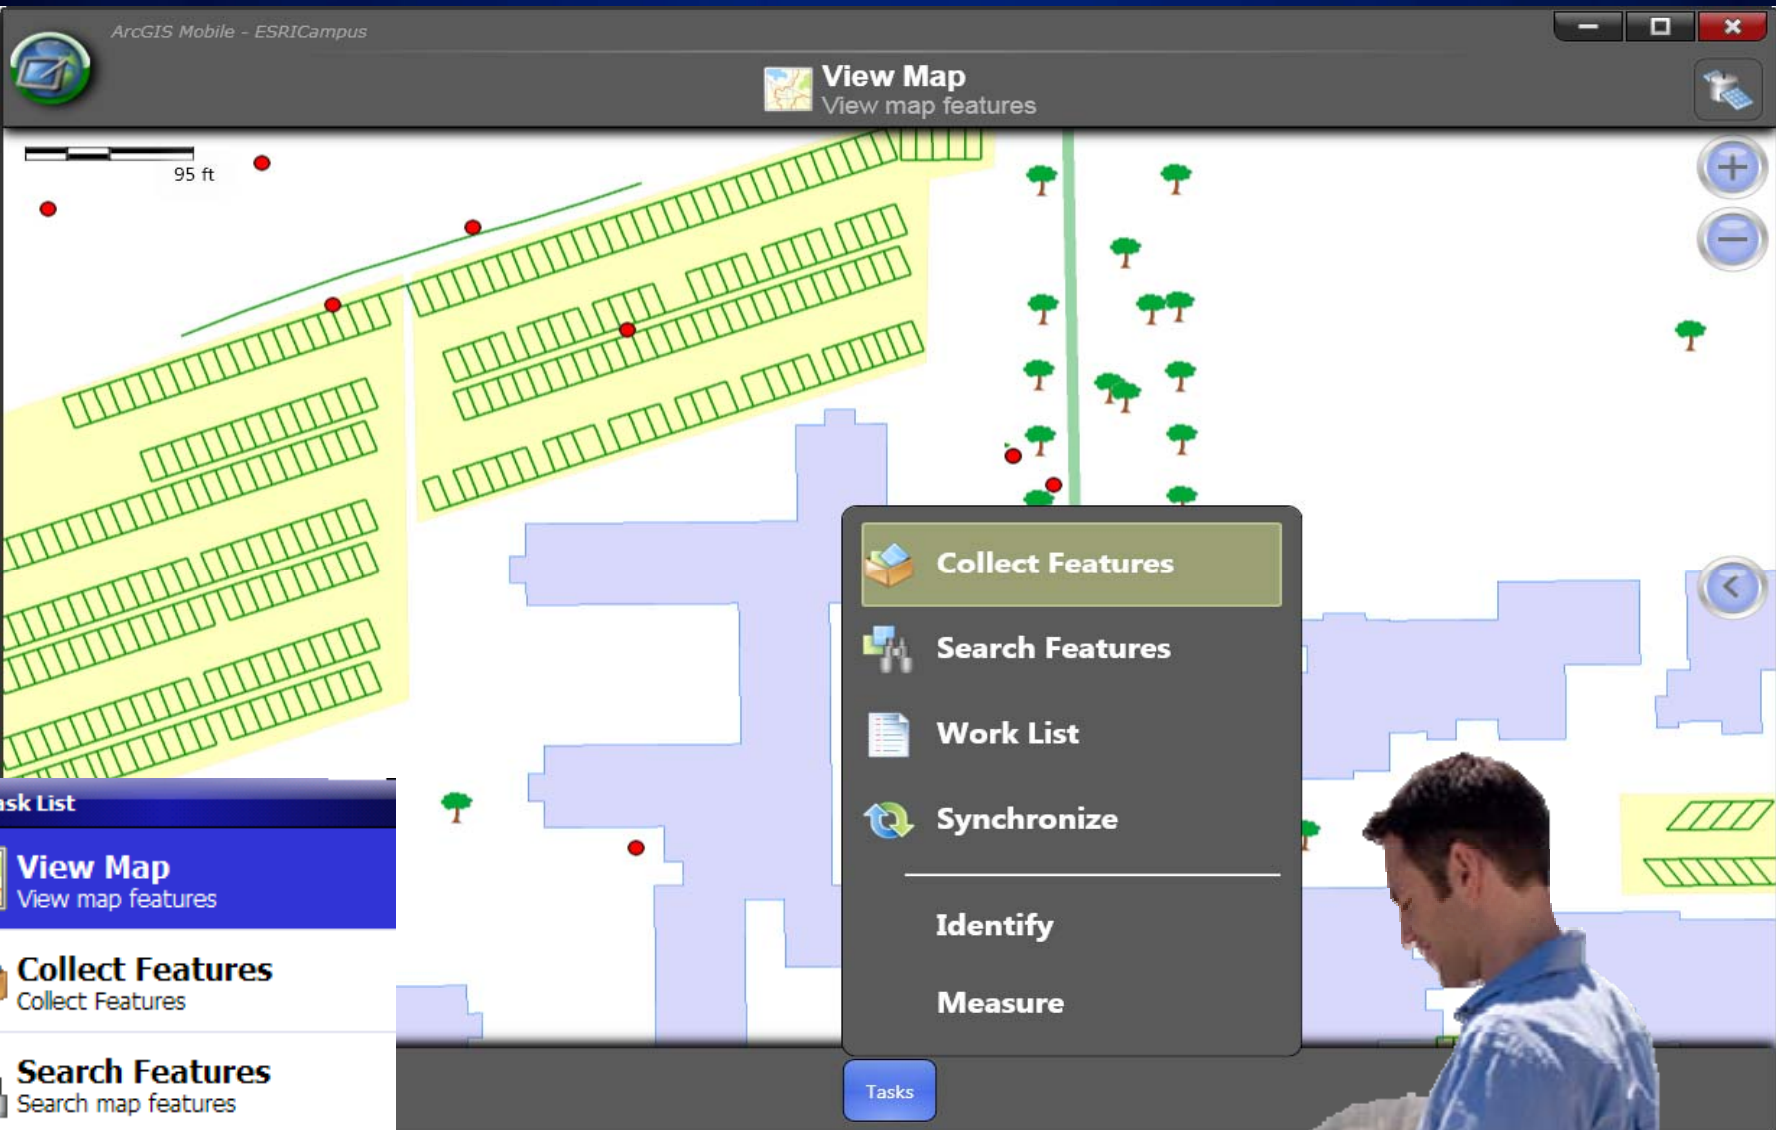 ArcGIS Mobile - ESRICampus
View Map
View map features
95 ft
Collect Features
Search Features
Work List
Synchronize
Identify
Measure
Tasks
sk List
View Map
View map features
Collect Features
Collect Features
Search Features
Search map features